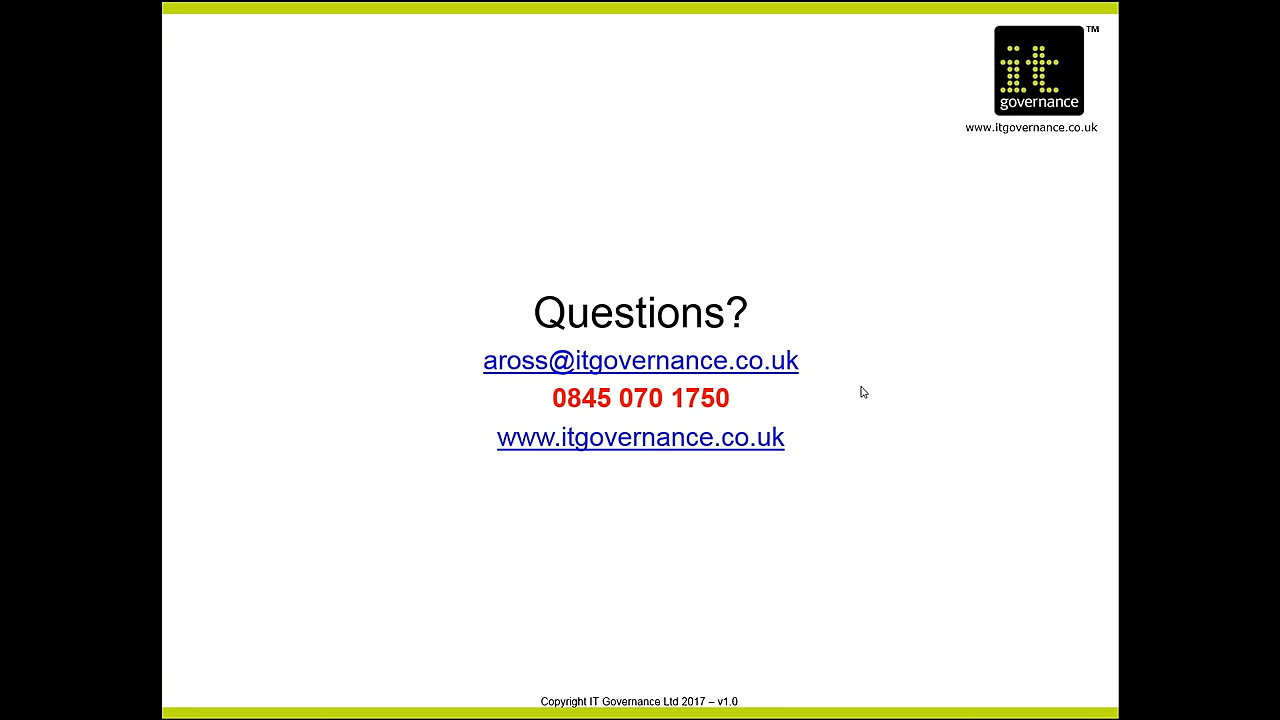 it
governance
TM
www.itgovernance.co.uk
Questions?
aross@itgovernance.co.uk
0845 070 1750
www.itgovernance.co.uk
Copyright IT Governance Ltd 2017 – v1.0